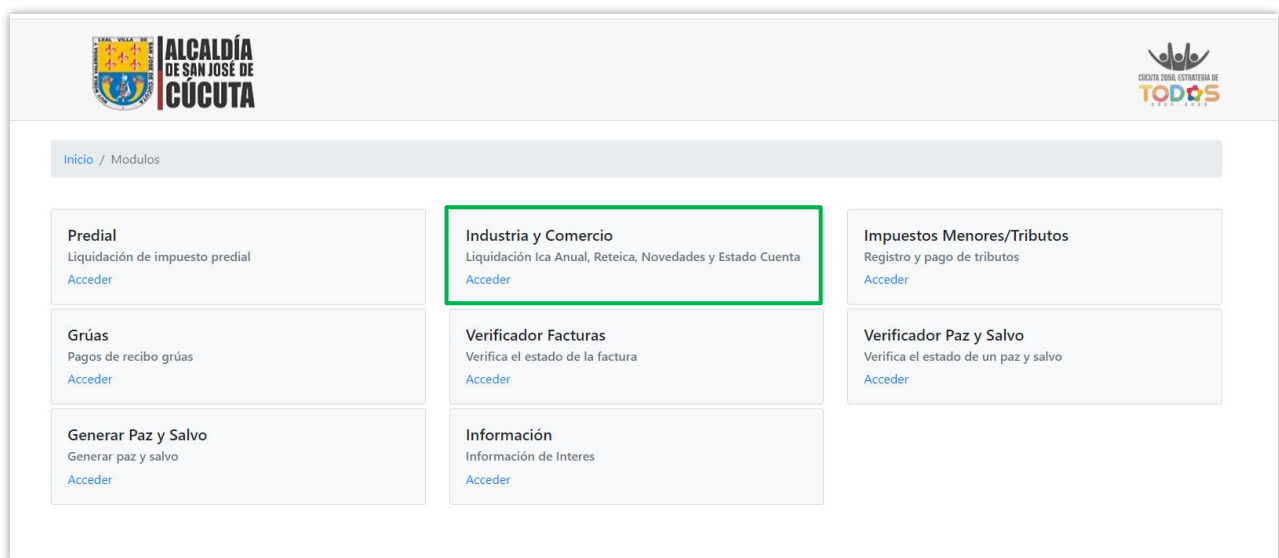 ALCALDÍA
DE SAN JOSÉ DE
CÚCUTA
CÚCUTA 2050, ESTRATEGIA DE
TODOS
Inicio / Modulos
Predial
Liquidación de impuesto predial
Acceder
Industria y Comercio
Liquidación Ica Anual, Reteica, Novedades y Estado Cuenta
Acceder
Impuestos Menores/Tributos
Registro y pago de tributos
Acceder
Grúas
Pagos de recibo grúas
Acceder
Verificador Facturas
Verifica el estado de la factura
Acceder
Verificador Paz y Salvo
Verifica el estado de un paz y salvo
Acceder
Generar Paz y Salvo
Generar paz y salvo
Acceder
Información
Información de Interes
Acceder